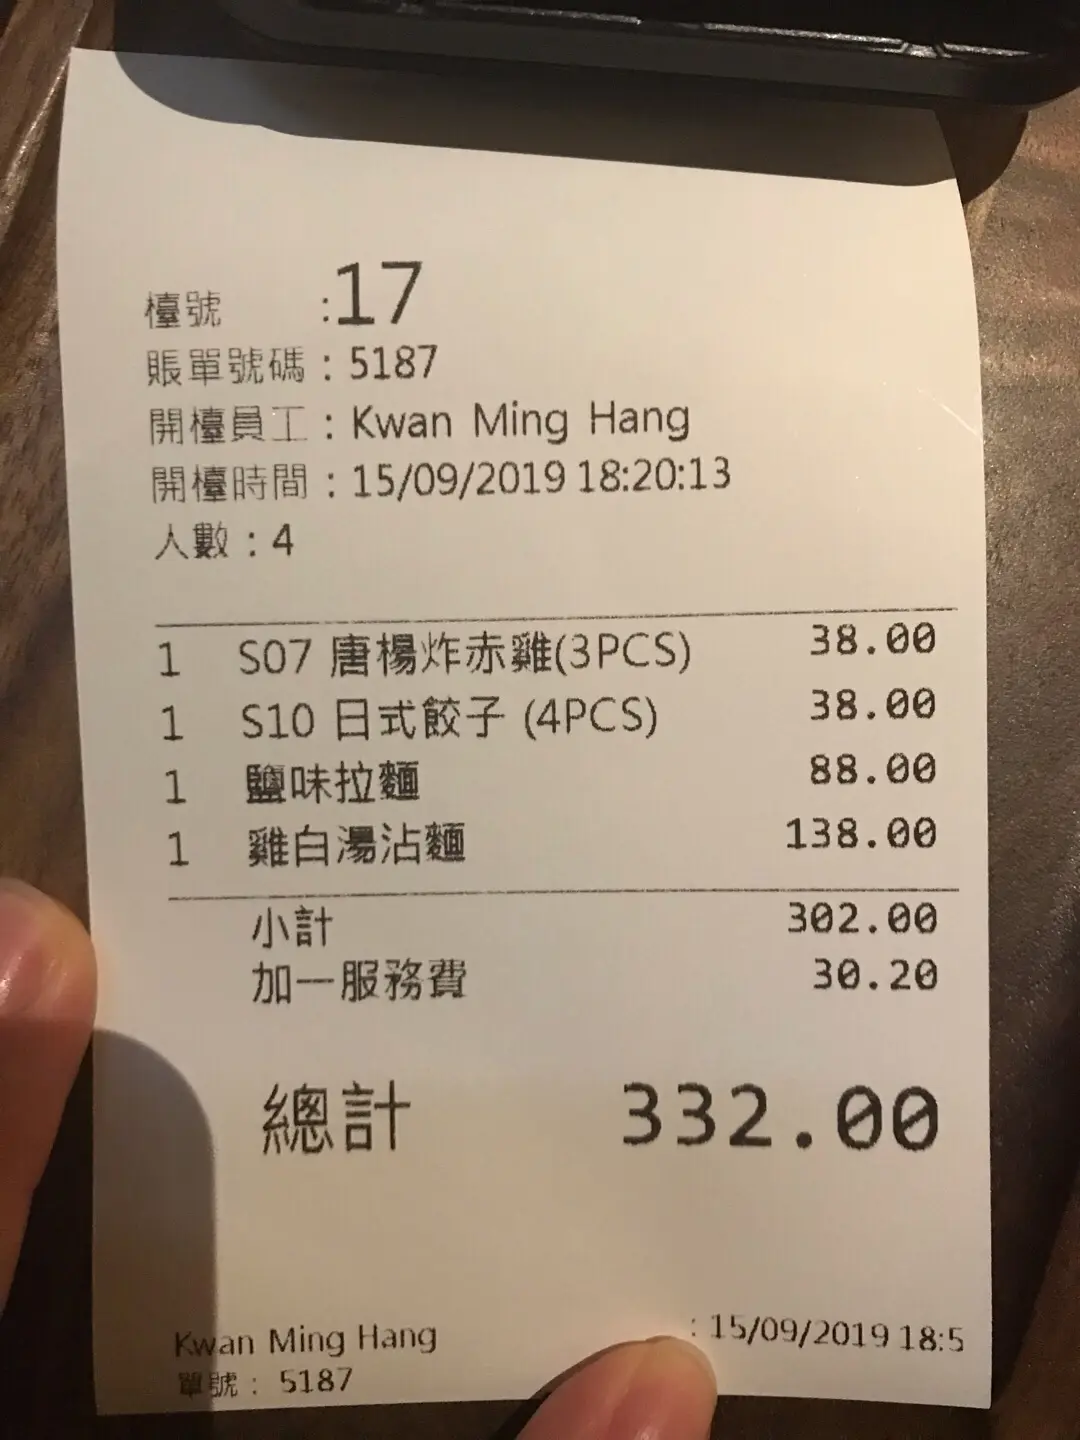 檯號 :17
賬單號碼 : 5187
開檯員工 : Kwan Ming Hang
開檯時間 : 15/09/2019 18:20:13
人數 : 4
1 S07 唐楊炸赤雞(3PCS) 38.00
1 S10 日式餃子 (4PCS) 38.00
1 鹽味拉麵 88.00
1 雞白湯沾麵 138.00
小計 302.00
加一服務費 30.20
總計 332.00
Kwan Ming Hang : 15/09/2019 18:5
單號 : 5187